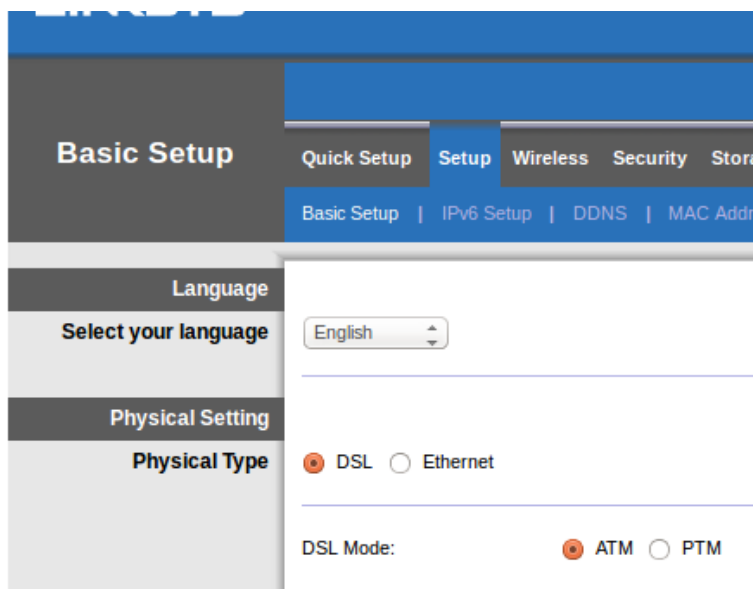 Basic Setup
Quick Setup Setup Wireless Security
Basic Setup | IPv6 Setup | DDNS | MAC
Language
Select your language English
Physical Setting
Physical Type DSL Ethernet
DSL Mode: ATM PTM